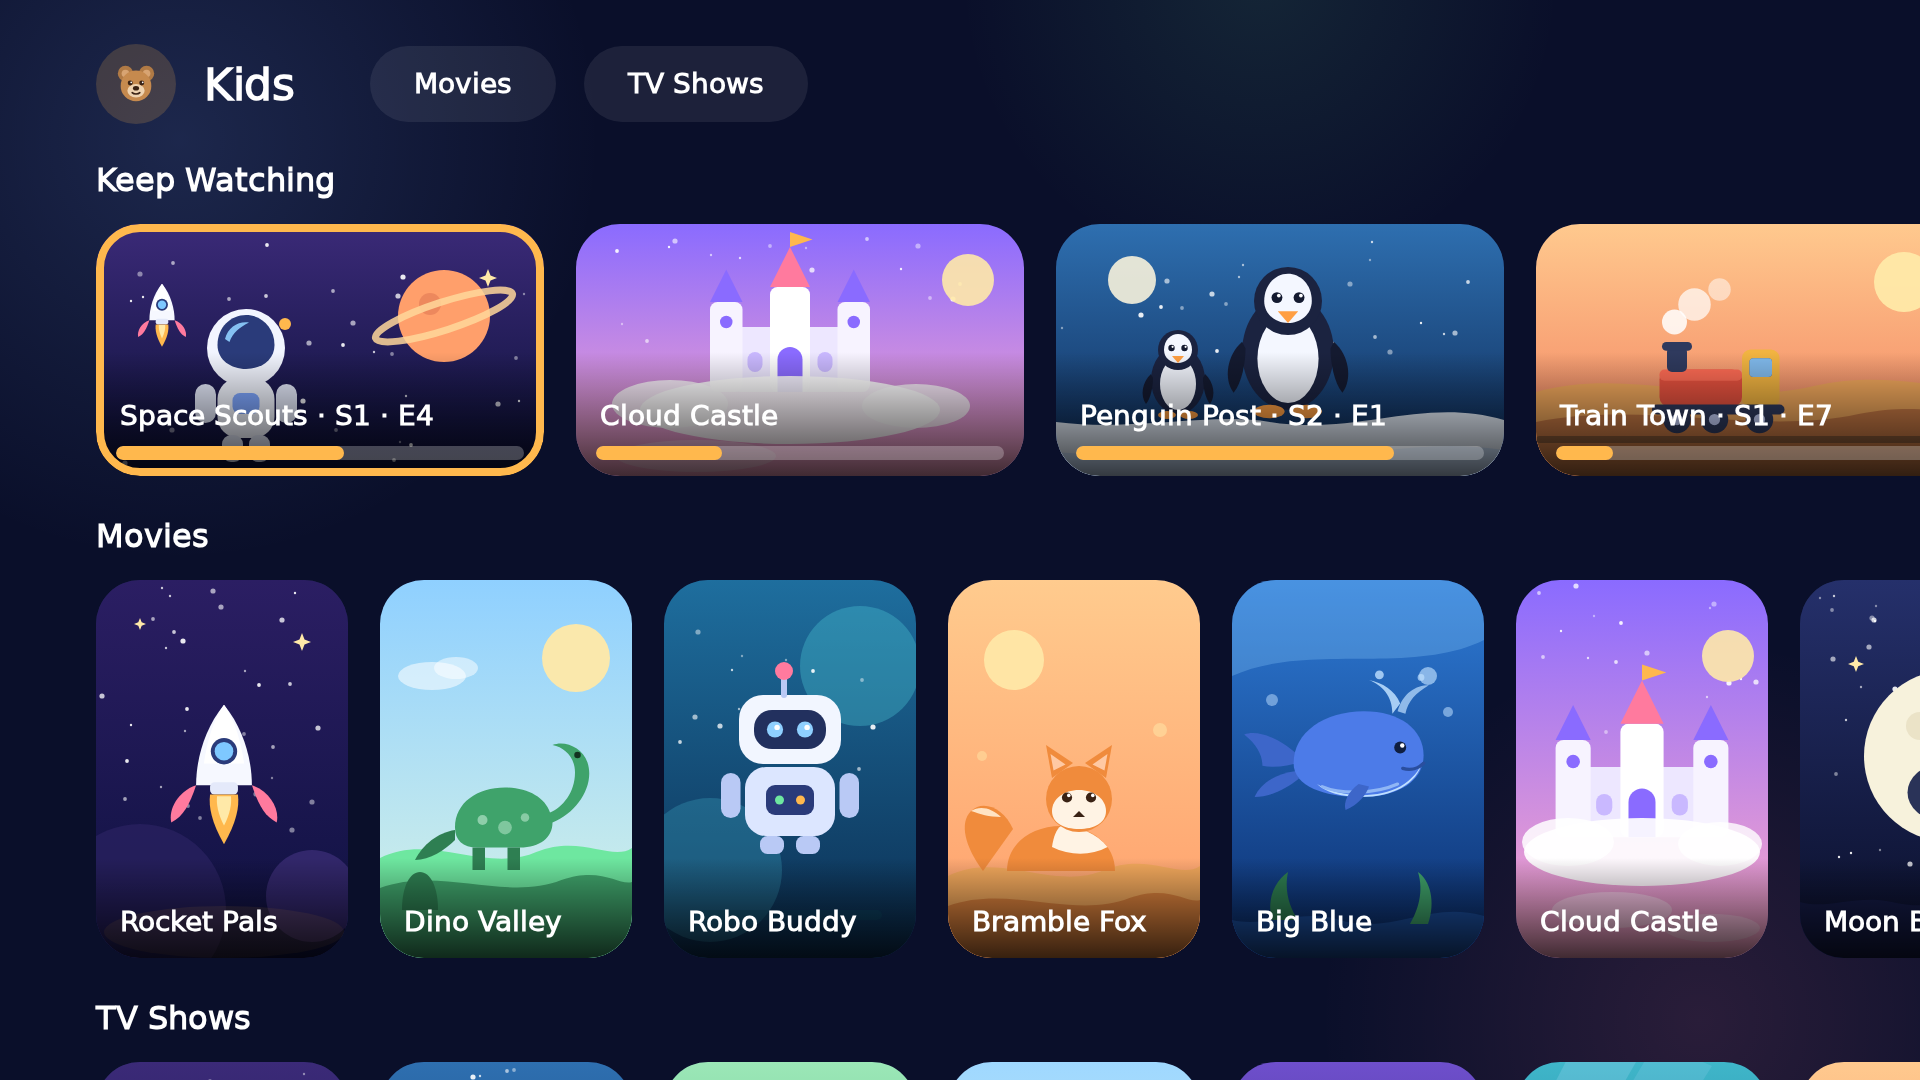 Kids
Movies
TV Shows
Keep Watching
Space Scouts · S1 · E4
Cloud Castle
Penguin Post · S2 · E1
Train Town · S1 · E7
Movies
Rocket Pals
Dino Valley
Robo Buddy
Bramble Fox
Big Blue
Cloud Castle
Moon
TV Shows